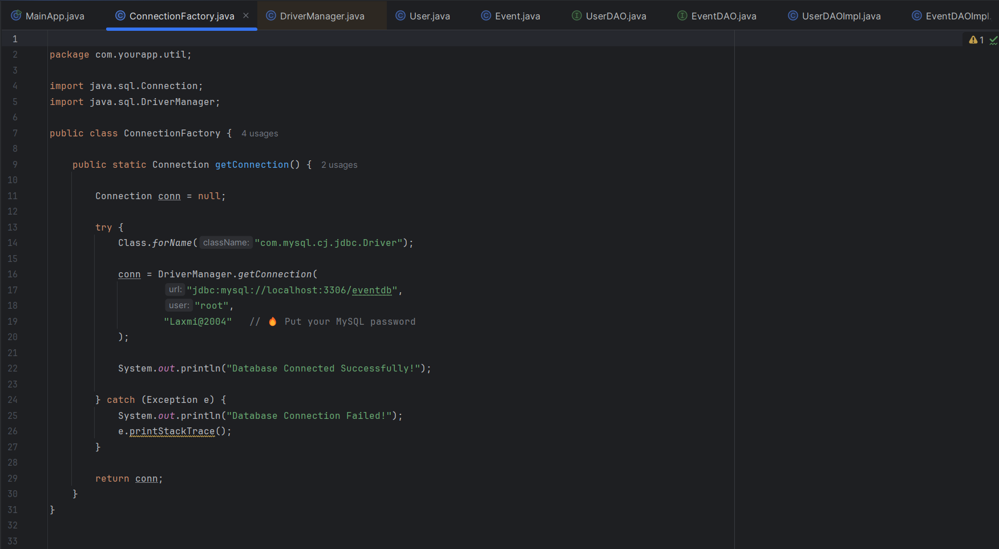 MainApp.java ConnectionFactory.java DriverManager.java User.java Event.java UserDAO.java EventDAO.java UserDAOImpl.java EventDAOImpl.
1
1
2 package com.yourapp.util;
3
4 import java.sql.Connection;
5 import java.sql.DriverManager;
6
7 public class ConnectionFactory { 4 usages
8
9 public static Connection getConnection() { 2 usages
10
11 Connection conn = null;
12
13 try {
14 Class.forName( className: "com.mysql.cj.jdbc.Driver");
15
16 conn = DriverManager.getConnection(
17 url: "jdbc:mysql://localhost:3306/eventdb",
18 user: "root",
19 "Laxmi@2004" // 🔥 Put your MySQL password
20 );
21
22 System.out.println("Database Connected Successfully!");
23
24 } catch (Exception e) {
25 System.out.println("Database Connection Failed!");
26 e.printStackTrace();
27 }
28
29 return conn;
30 }
31 }
32
33